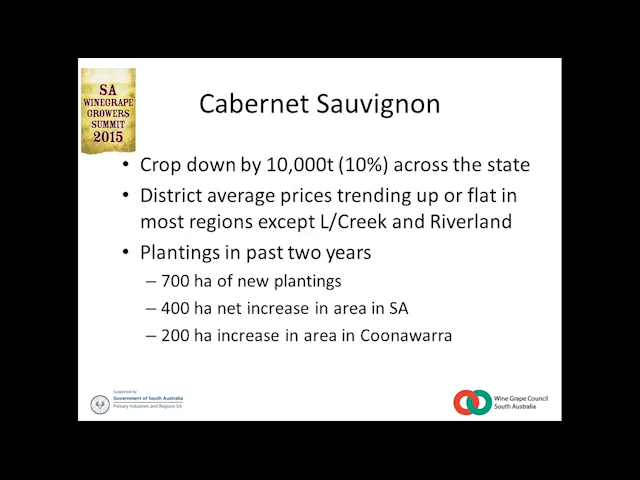 SA
WINEGRAPE
GROWERS
SUMMIT
2015
Cabernet Sauvignon
• Crop down by 10,000t (10%) across the state
• District average prices trending up or flat in
most regions except L/Creek and Riverland
• Plantings in past two years
– 700 ha of new plantings
– 400 ha net increase in area in SA
– 200 ha increase in area in Coonawarra
Supported by
Government of South Australia
Primary Industries and Regions SA
Wine Grape Council
South Australia